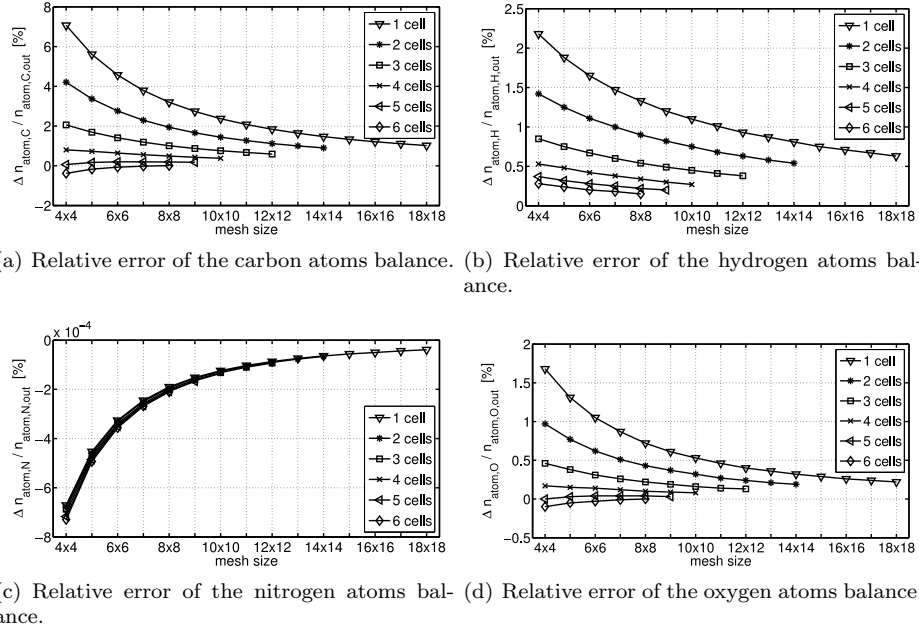 8
6
4
2
0
−2
Δ n_atom,C / n_atom,C,out [%]
4x4 6x6 8x8 10x10 12x12 14x14 16x16 18x18
mesh size
1 cell
2 cells
3 cells
4 cells
5 cells
6 cells
2.5
2
1.5
1
0.5
0
Δ n_atom,H / n_atom,H,out [%]
4x4 6x6 8x8 10x10 12x12 14x14 16x16 18x18
mesh size
1 cell
2 cells
3 cells
4 cells
5 cells
6 cells
(a) Relative error of the carbon atoms balance.
(b) Relative error of the hydrogen atoms bal-
ance.
x 10^−4
0
−2
−4
−6
−8
Δ n_atom,N / n_atom,N,out [%]
4x4 6x6 8x8 10x10 12x12 14x14 16x16 18x18
mesh size
1 cell
2 cells
3 cells
4 cells
5 cells
6 cells
2
1.5
1
0.5
0
−0.5
Δ n_atom,O / n_atom,O,out [%]
4x4 6x6 8x8 10x10 12x12 14x14 16x16 18x18
mesh size
1 cell
2 cells
3 cells
4 cells
5 cells
6 cells
(c) Relative error of the nitrogen atoms bal-
ance.
(d) Relative error of the oxygen atoms balance